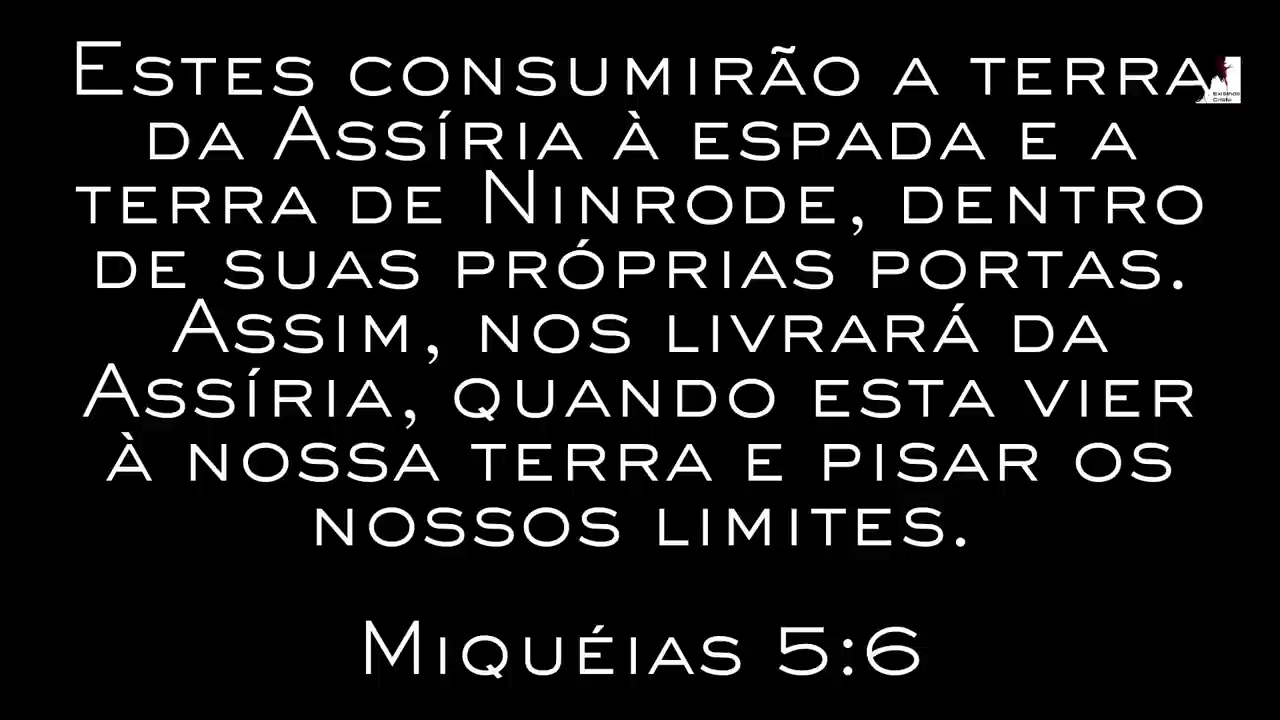 Estes consumirão a terra
da Assíria à espada e a
terra de Ninrode, dentro
de suas próprias portas.
Assim, nos livrará da
Assíria, quando esta vier
à nossa terra e pisar os
nossos limites.
Miquéias 5:6
Cristo